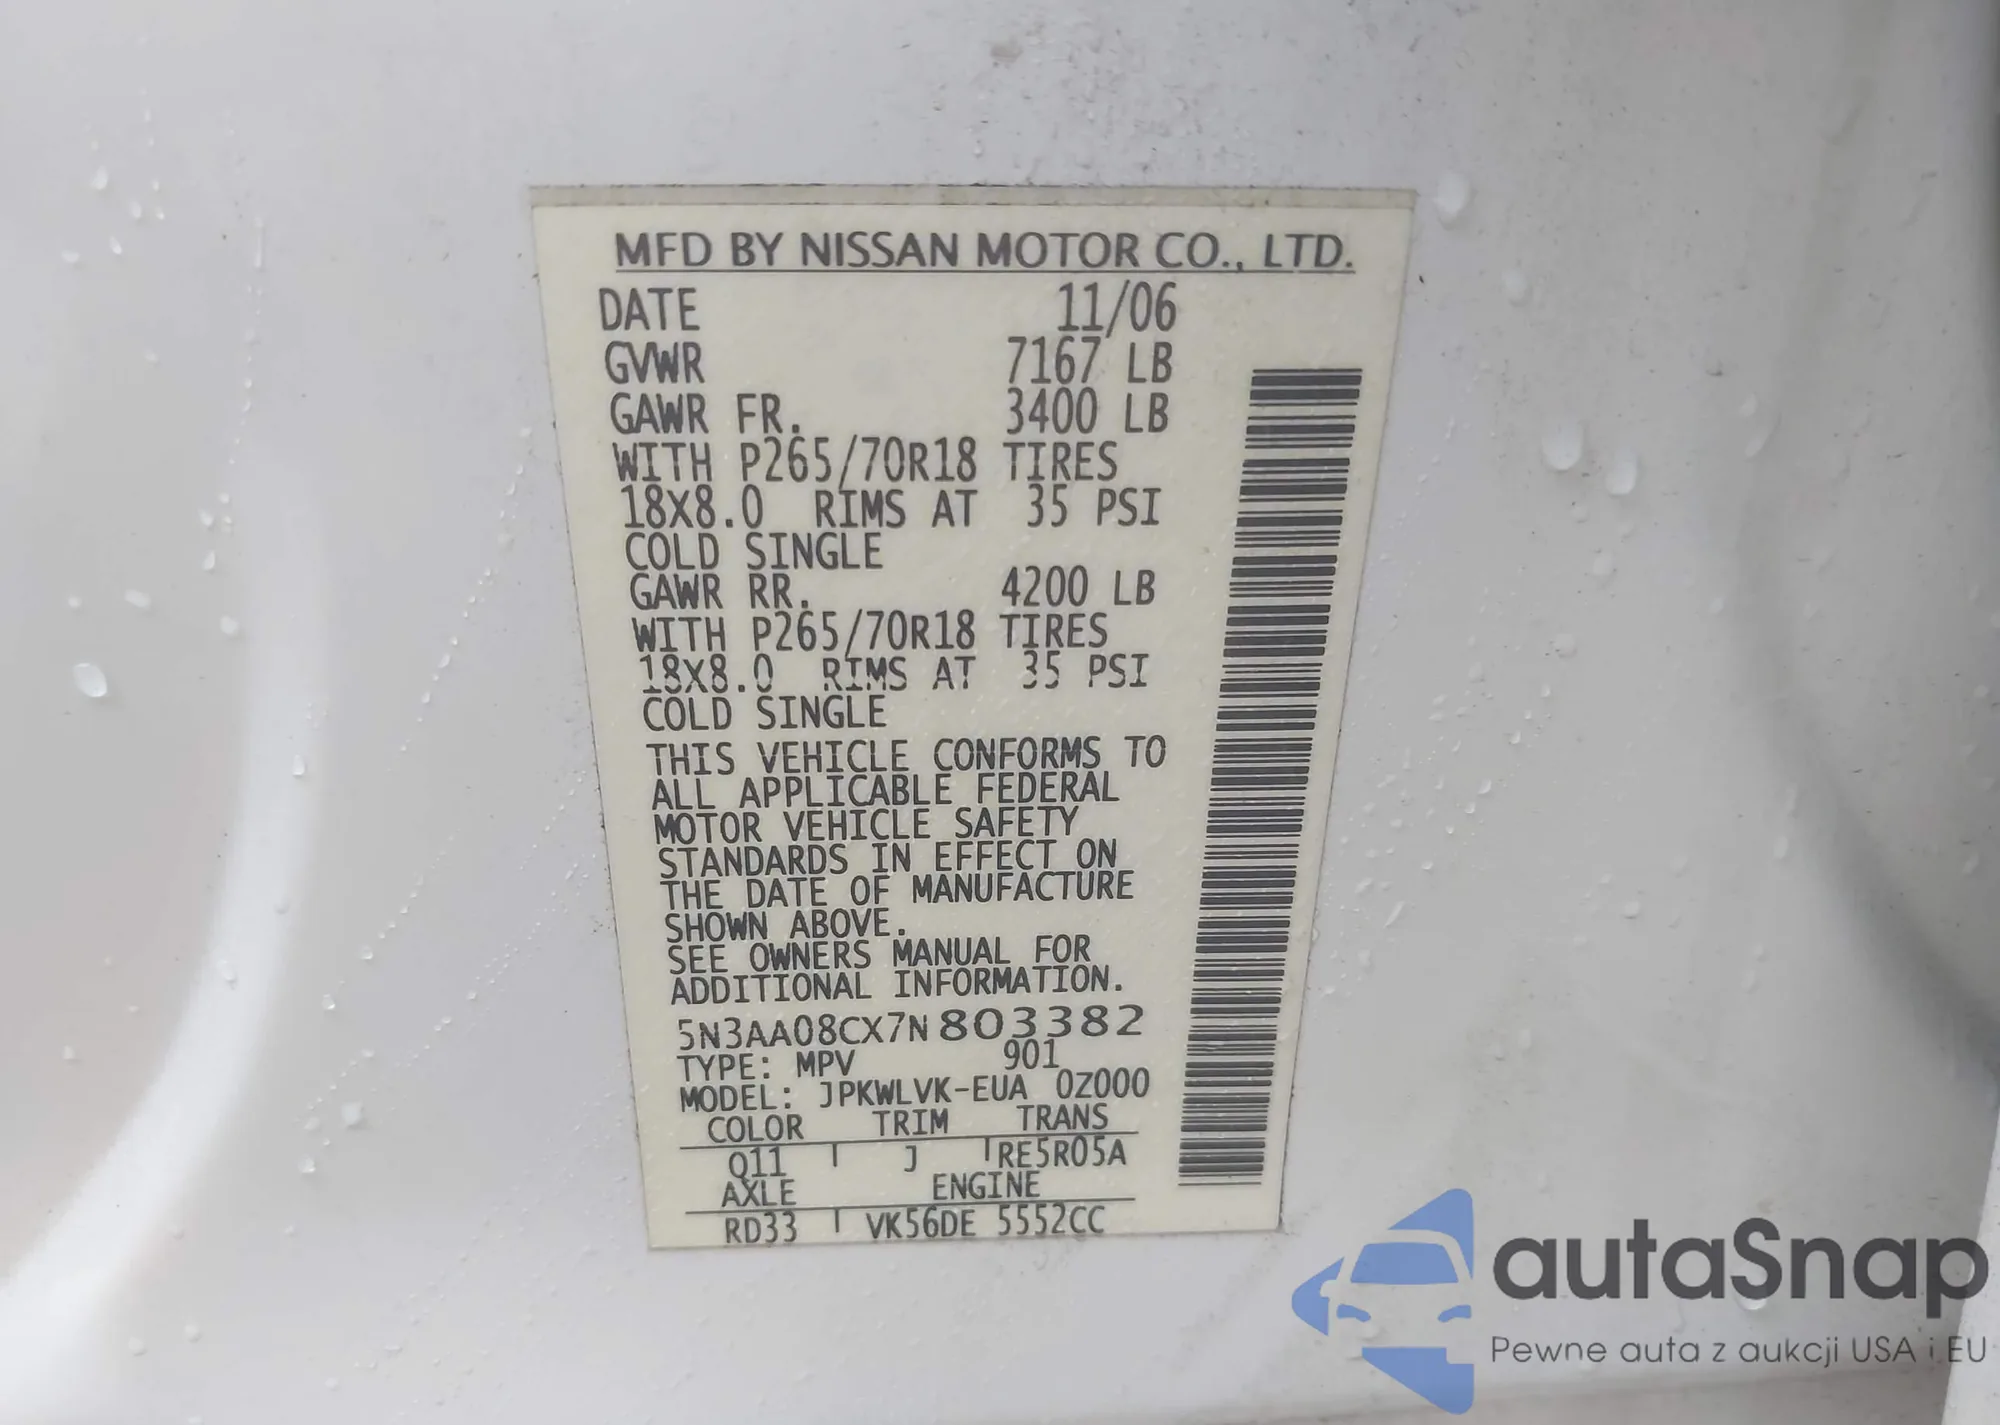 MFD BY NISSAN MOTOR CO., LTD.
DATE 11/06
GVWR 7167 LB
GAWR FR. 3400 LB
WITH P265/70R18 TIRES
18X8.0 RIMS AT 35 PSI
COLD SINGLE
GAWR RR. 4200 LB
WITH P265/70R18 TIRES
18X8.0 RIMS AT 35 PSI
COLD SINGLE
THIS VEHICLE CONFORMS TO
ALL APPLICABLE FEDERAL
MOTOR VEHICLE SAFETY
STANDARDS IN EFFECT ON
THE DATE OF MANUFACTURE
SHOWN ABOVE.
SEE OWNERS MANUAL FOR
ADDITIONAL INFORMATION.
5N3AA08CX7N803382
TYPE: MPV 901
MODEL: JPKWLVK-EUA 0Z000
COLOR TRIM TRANS
Q11 J RE5R05A
AXLE ENGINE
RD33 VK56DE 5552CC
autaSnap
Pewne auta z aukcji USA i EU